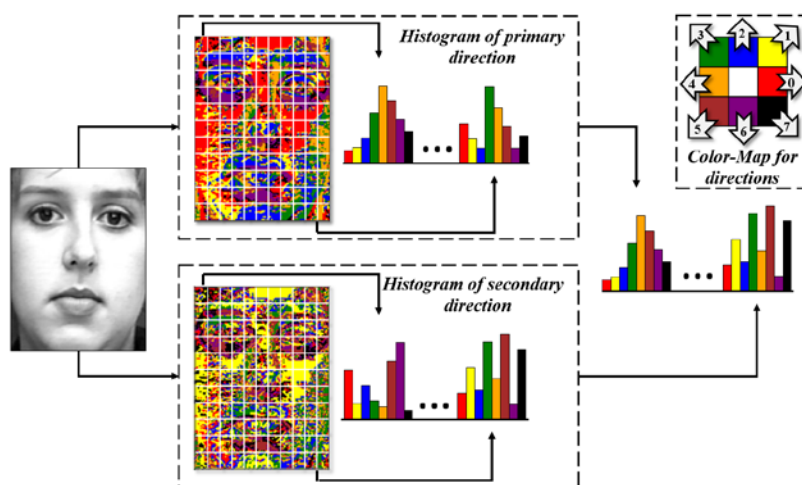 Histogram of primary
direction
3
2
1
4
0
5
6
7
Color-Map for
directions
Histogram of secondary
direction